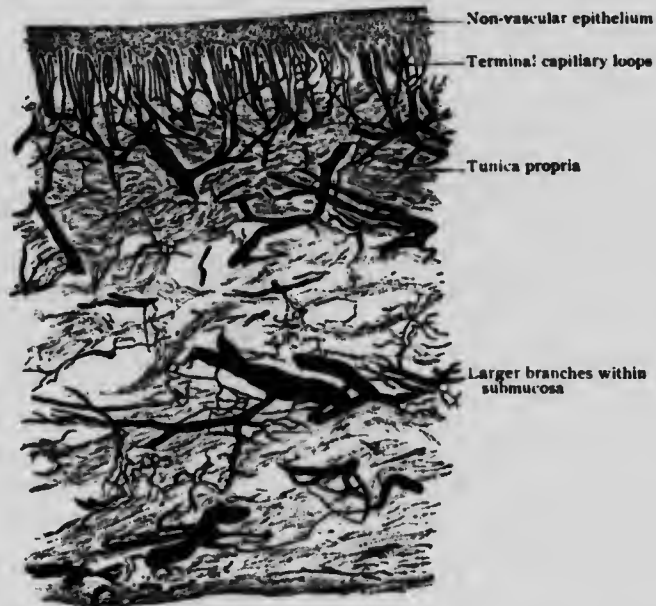 Non-vascular epithelium
Terminal capillary loops
Tunica propria
Larger branches within
submucosa